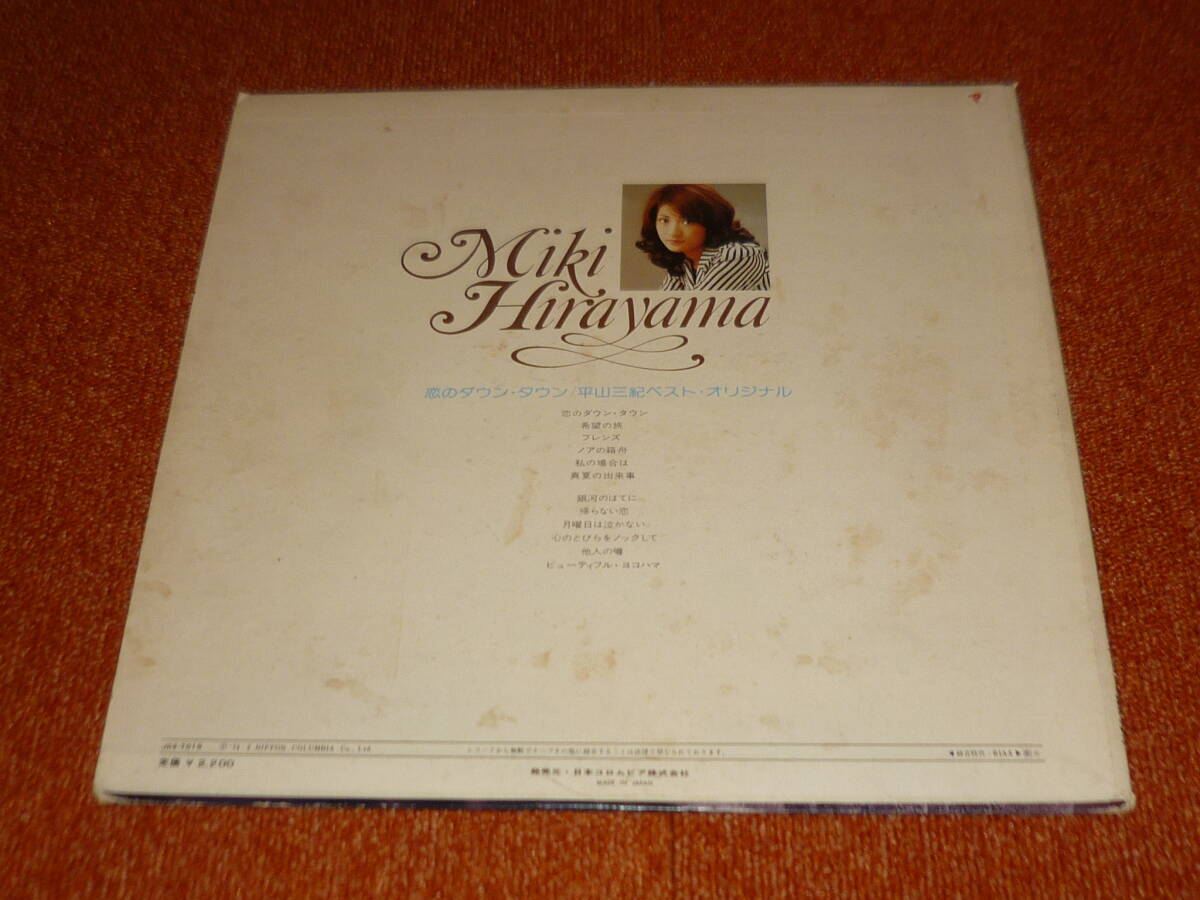 Miki
Hirayama
恋のダウン・タウン/平山三紀ベスト・オリジナル
恋のダウン・タウン
希望の旅
フレンズ
ノアの箱舟
私の場合は
真夏の出来事
銀河のはてに
帰らない恋
月曜日は泣かない
心のとびらをノックして
他人の噂
ビューティフル・ヨコハマ
NIPPON COLUMBIA Co., Ltd.
定価 ¥2,200
発売元・日本コロムビア株式会社
MADE IN JAPAN